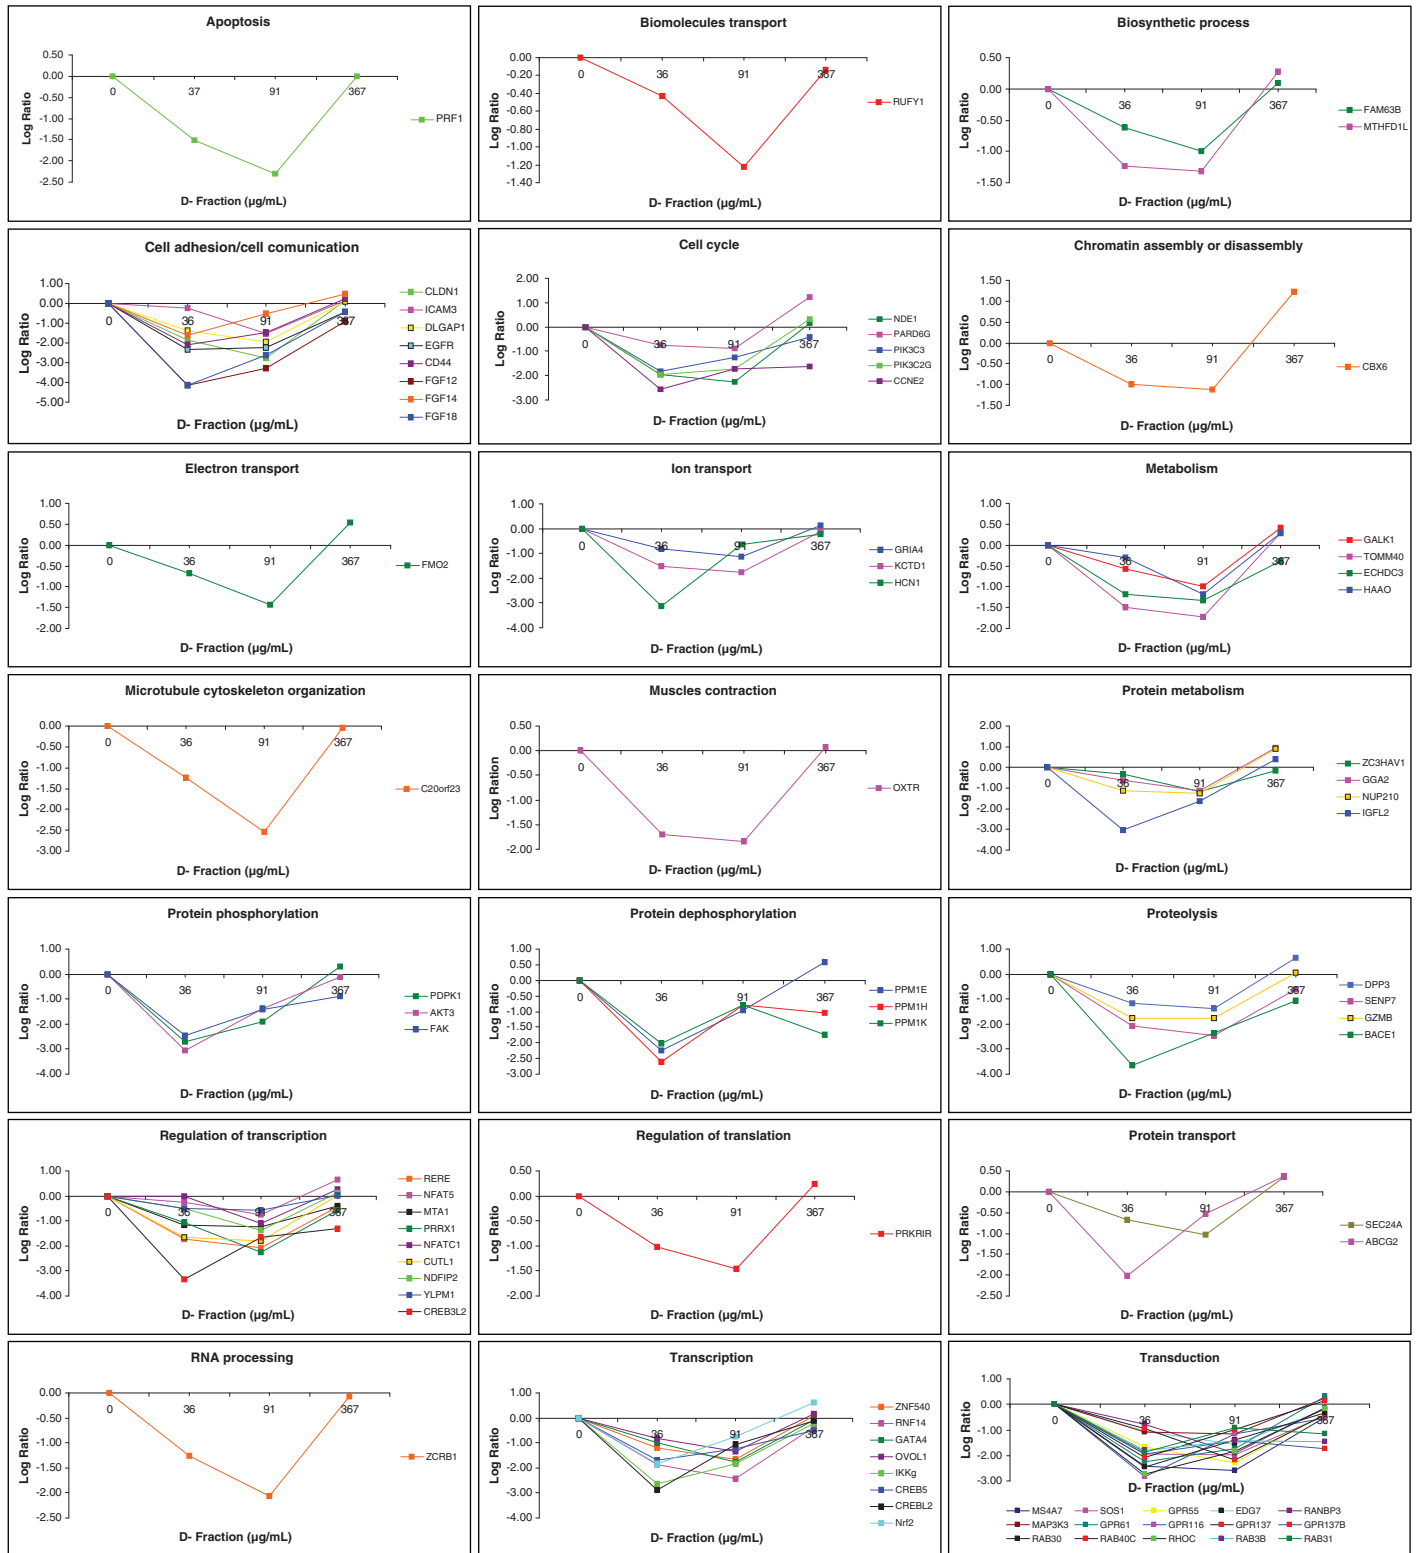 Apoptosis
0.50
0.00
-0.50
-1.00
-1.50
-2.00
-2.50
Log Ratio
0 37 91 367
PRF1
D- Fraction (µg/mL)
Biomolecules transport
0.00
-0.20
-0.40
-0.60
-0.80
-1.00
-1.20
-1.40
Log Ratio
0 36 91 367
RUFY1
D- Fraction (µg/mL)
Biosynthetic process
0.50
0.00
-0.50
-1.00
-1.50
Log Ratio
0 36 91 367
FAM63B
MTHFD1L
D- Fraction (µg/mL)
Cell adhesion/cell comunication
1.00
0.00
-1.00
-2.00
-3.00
-4.00
-5.00
Log Ratio
0 36 91 367
CLDN1
ICAM3
DLGAP1
EGFR
CD44
FGF12
FGF14
FGF18
D- Fraction (µg/mL)
Cell cycle
2.00
1.00
0.00
-1.00
-2.00
-3.00
Log Ratio
0 36 91 367
NDE1
PARD6G
PIK3C3
PIK3C2G
CCNE2
D- Fraction (µg/mL)
Chromatin assembly or disassembly
1.50
1.00
0.50
0.00
-0.50
-1.00
-1.50
Log Ratio
0 36 91 367
CBX6
D- Fraction (µg/mL)
Electron transport
1.00
0.50
0.00
-0.50
-1.00
-1.50
-2.00
Log Ratio
0 36 91 367
FMO2
D- Fraction (µg/mL)
Ion transport
1.00
0.00
-1.00
-2.00
-3.00
-4.00
Log Ratio
0 36 91 367
GRIA4
KCTD1
HCN1
D- Fraction (µg/mL)
Metabolism
1.00
0.50
0.00
-0.50
-1.00
-1.50
-2.00
Log Ratio
0 36 91 367
GALK1
TOMM40
ECHDC3
HAAO
D- Fraction (µg/mL)
Microtubule cytoskeleton organization
0.00
-0.50
-1.00
-1.50
-2.00
-2.50
-3.00
Log Ratio
0 36 91 367
C20orf23
D- Fraction (µg/mL)
Muscles contraction
0.50
0.00
-0.50
-1.00
-1.50
-2.00
Log Ration
0 36 91 367
OXTR
D- Fraction (µg/mL)
Protein metabolism
2.00
1.00
0.00
-1.00
-2.00
-3.00
-4.00
Log Ratio
0 36 91 367
ZC3HAV1
GGA2
NUP210
IGFL2
D- Fraction (µg/mL)
Protein phosphorylation
1.00
0.00
-1.00
-2.00
-3.00
-4.00
Log Ratio
0 36 91 367
PDPK1
AKT3
FAK
D- Fraction (µg/mL)
Protein dephosphorylation
1.00
0.50
0.00
-0.50
-1.00
-1.50
-2.00
-2.50
-3.00
Log Ratio
0 36 91 367
PPM1E
PPM1H
PPM1K
D- Fraction (µg/mL)
Proteolysis
1.00
0.00
-1.00
-2.00
-3.00
-4.00
Log Ratio
0 36 91 367
DPP3
SENP7
GZMB
BACE1
D- Fraction (µg/mL)
Regulation of transcription
1.00
0.00
-1.00
-2.00
-3.00
-4.00
Log Ratio
0 36 91 367
RERE
NFAT5
MTA1
PRRX1
NFATC1
CUTL1
NDFIP2
YLPM1
CREB3L2
D- Fraction (µg/mL)
Regulation of translation
0.50
0.00
-0.50
-1.00
-1.50
-2.00
Log Ratio
0 36 91 367
PRKRIR
D- Fraction (µg/mL)
Protein transport
0.50
0.00
-0.50
-1.00
-1.50
-2.00
-2.50
Log Ratio
0 36 91 367
SEC24A
ABCG2
D- Fraction (µg/mL)
RNA processing
0.00
-0.50
-1.00
-1.50
-2.00
-2.50
Log Ratio
0 36 91 367
ZCRB1
D- Fraction (µg/mL)
Transcription
1.00
0.00
-1.00
-2.00
-3.00
-4.00
Log Ratio
0 36 91 367
ZNF540
RNF14
GATA4
OVOL1
IKKg
CREB5
CREBL2
Nrf2
D- Fraction (µg/mL)
Transduction
1.00
0.00
-1.00
-2.00
-3.00
Log Ratio
0 36 91 367
D- Fraction (µg/mL)
MS4A7 SOS1 GPR55 EDG7 RANBP3
MAP3K3 GPR61 GPR116 GPR137 GPR137B
RAB30 RAB40C RHOC RAB3B RAB31